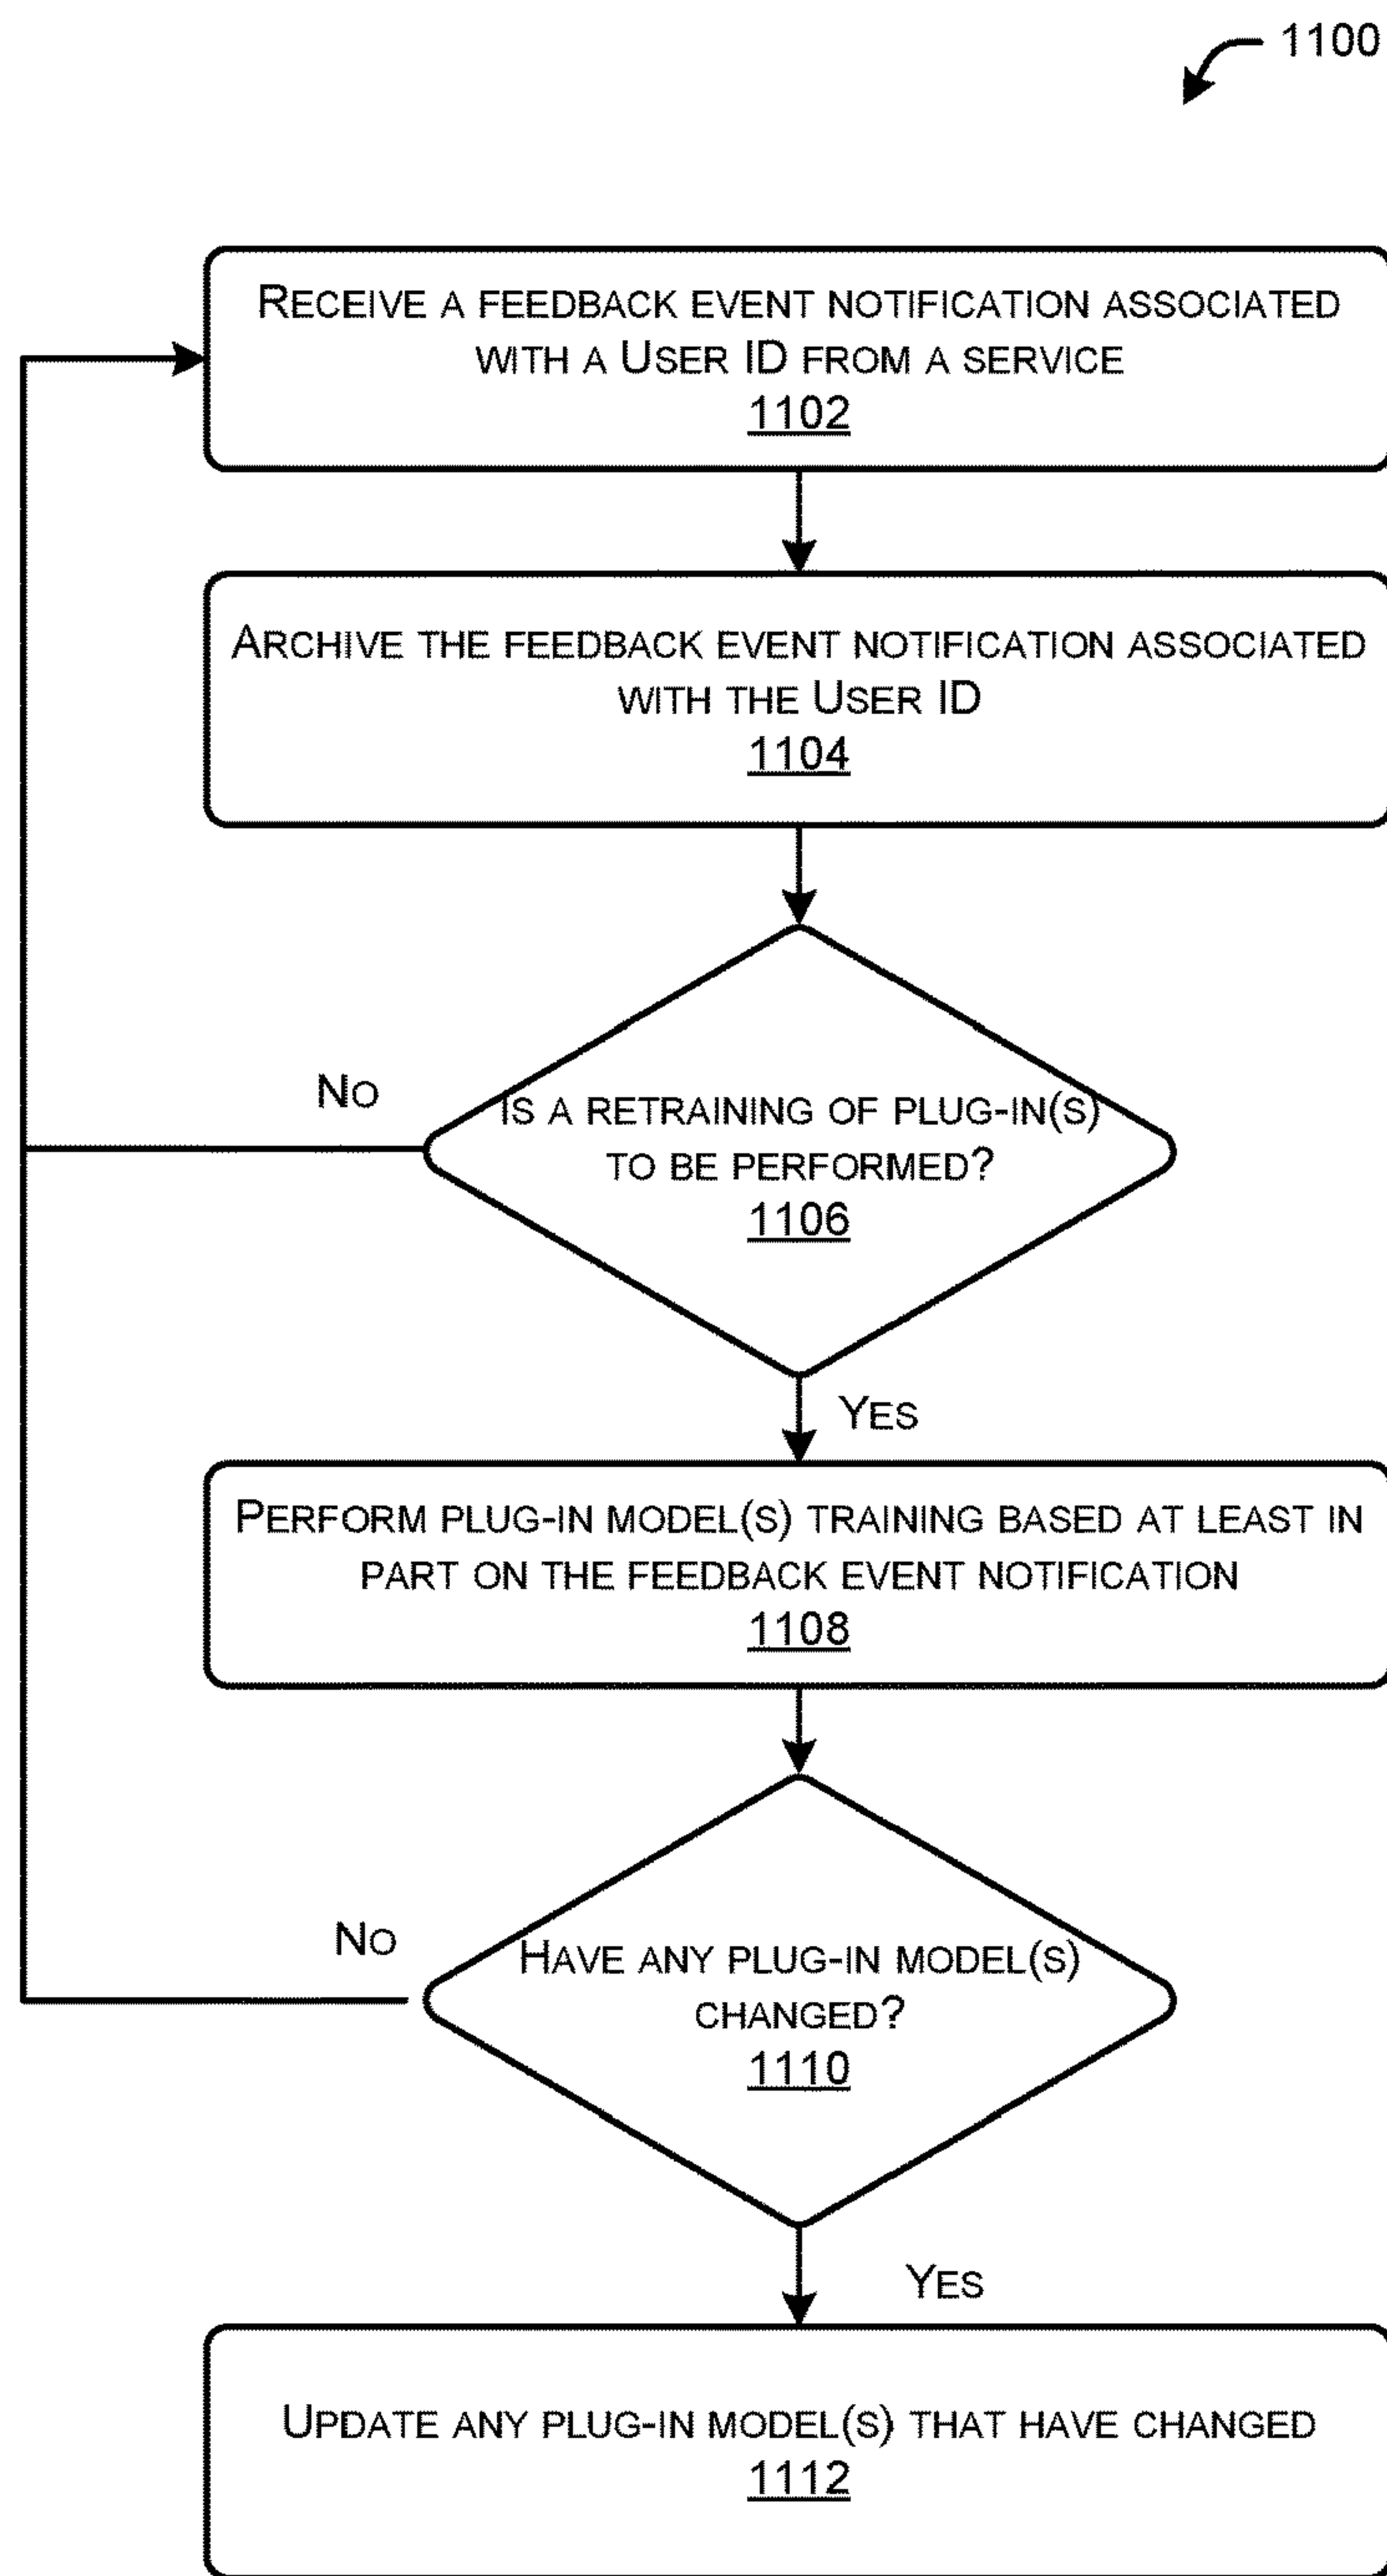 1100
RECEIVE A FEEDBACK EVENT NOTIFICATION ASSOCIATED
WITH A USER ID FROM A SERVICE
1102
ARCHIVE THE FEEDBACK EVENT NOTIFICATION ASSOCIATED
WITH THE USER ID
1104
NO
IS A RETRAINING OF PLUG-IN(S)
TO BE PERFORMED?
1106
YES
PERFORM PLUG-IN MODEL(S) TRAINING BASED AT LEAST IN
PART ON THE FEEDBACK EVENT NOTIFICATION
1108
NO
HAVE ANY PLUG-IN MODEL(S)
CHANGED?
1110
YES
UPDATE ANY PLUG-IN MODEL(S) THAT HAVE CHANGED
1112